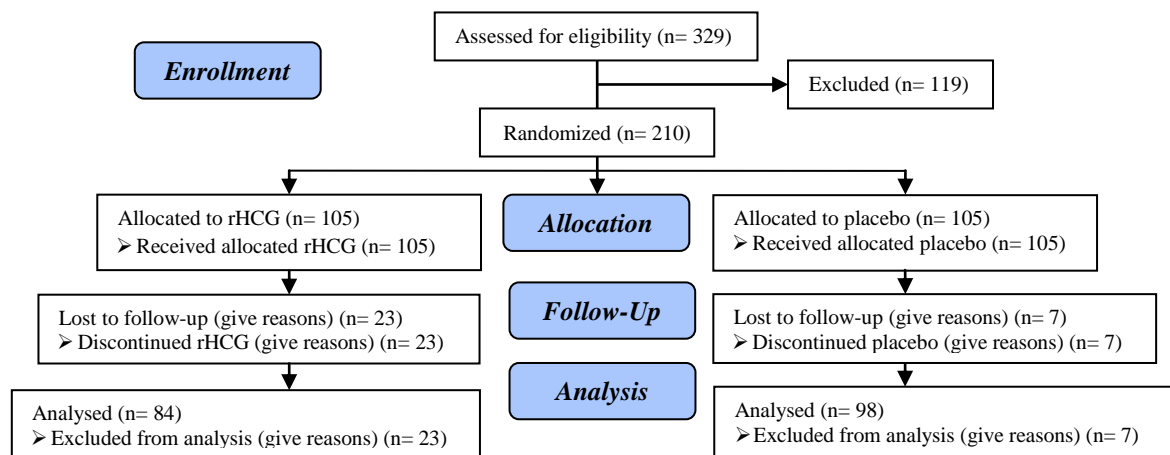 Assessed for eligibility (n= 329)
Enrollment
Excluded (n= 119)
Randomized (n= 210)
Allocated to rHCG (n= 105)
➢ Received allocated rHCG (n= 105)
Allocation
Allocated to placebo (n= 105)
➢ Received allocated placebo (n= 105)
Lost to follow-up (give reasons) (n= 23)
➢ Discontinued rHCG (give reasons) (n= 23)
Follow-Up
Lost to follow-up (give reasons) (n= 7)
➢ Discontinued placebo (give reasons) (n= 7)
Analysis
Analysed (n= 84)
➢ Excluded from analysis (give reasons) (n= 23)
Analysed (n= 98)
➢ Excluded from analysis (give reasons) (n= 7)